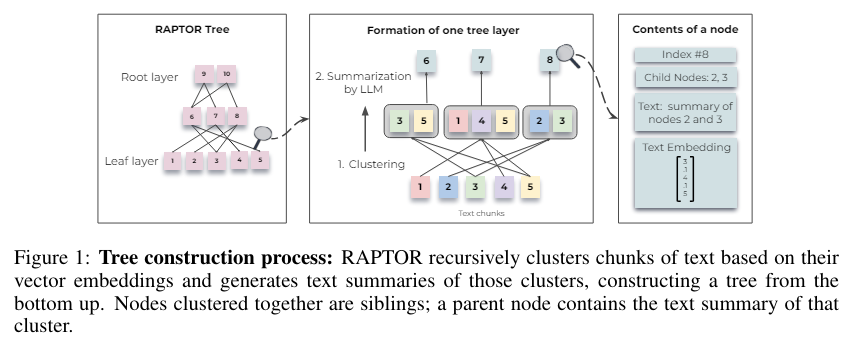 RAPTOR Tree
Root layer
9 10
6 7 8
Leaf layer
1 2 3 4 5
Formation of one tree layer
6 7 8
2. Summarization
by LLM
3 5 1 4 5 2 3
1. Clustering
1 2 3 4 5
Text chunks
Contents of a node
Index #8
Child Nodes: 2, 3
Text: summary of
nodes 2 and 3
Text Embedding
3
.1
4
.1
5
Figure 1: Tree construction process: RAPTOR recursively clusters chunks of text based on their
vector embeddings and generates text summaries of those clusters, constructing a tree from the
bottom up. Nodes clustered together are siblings; a parent node contains the text summary of that
cluster.